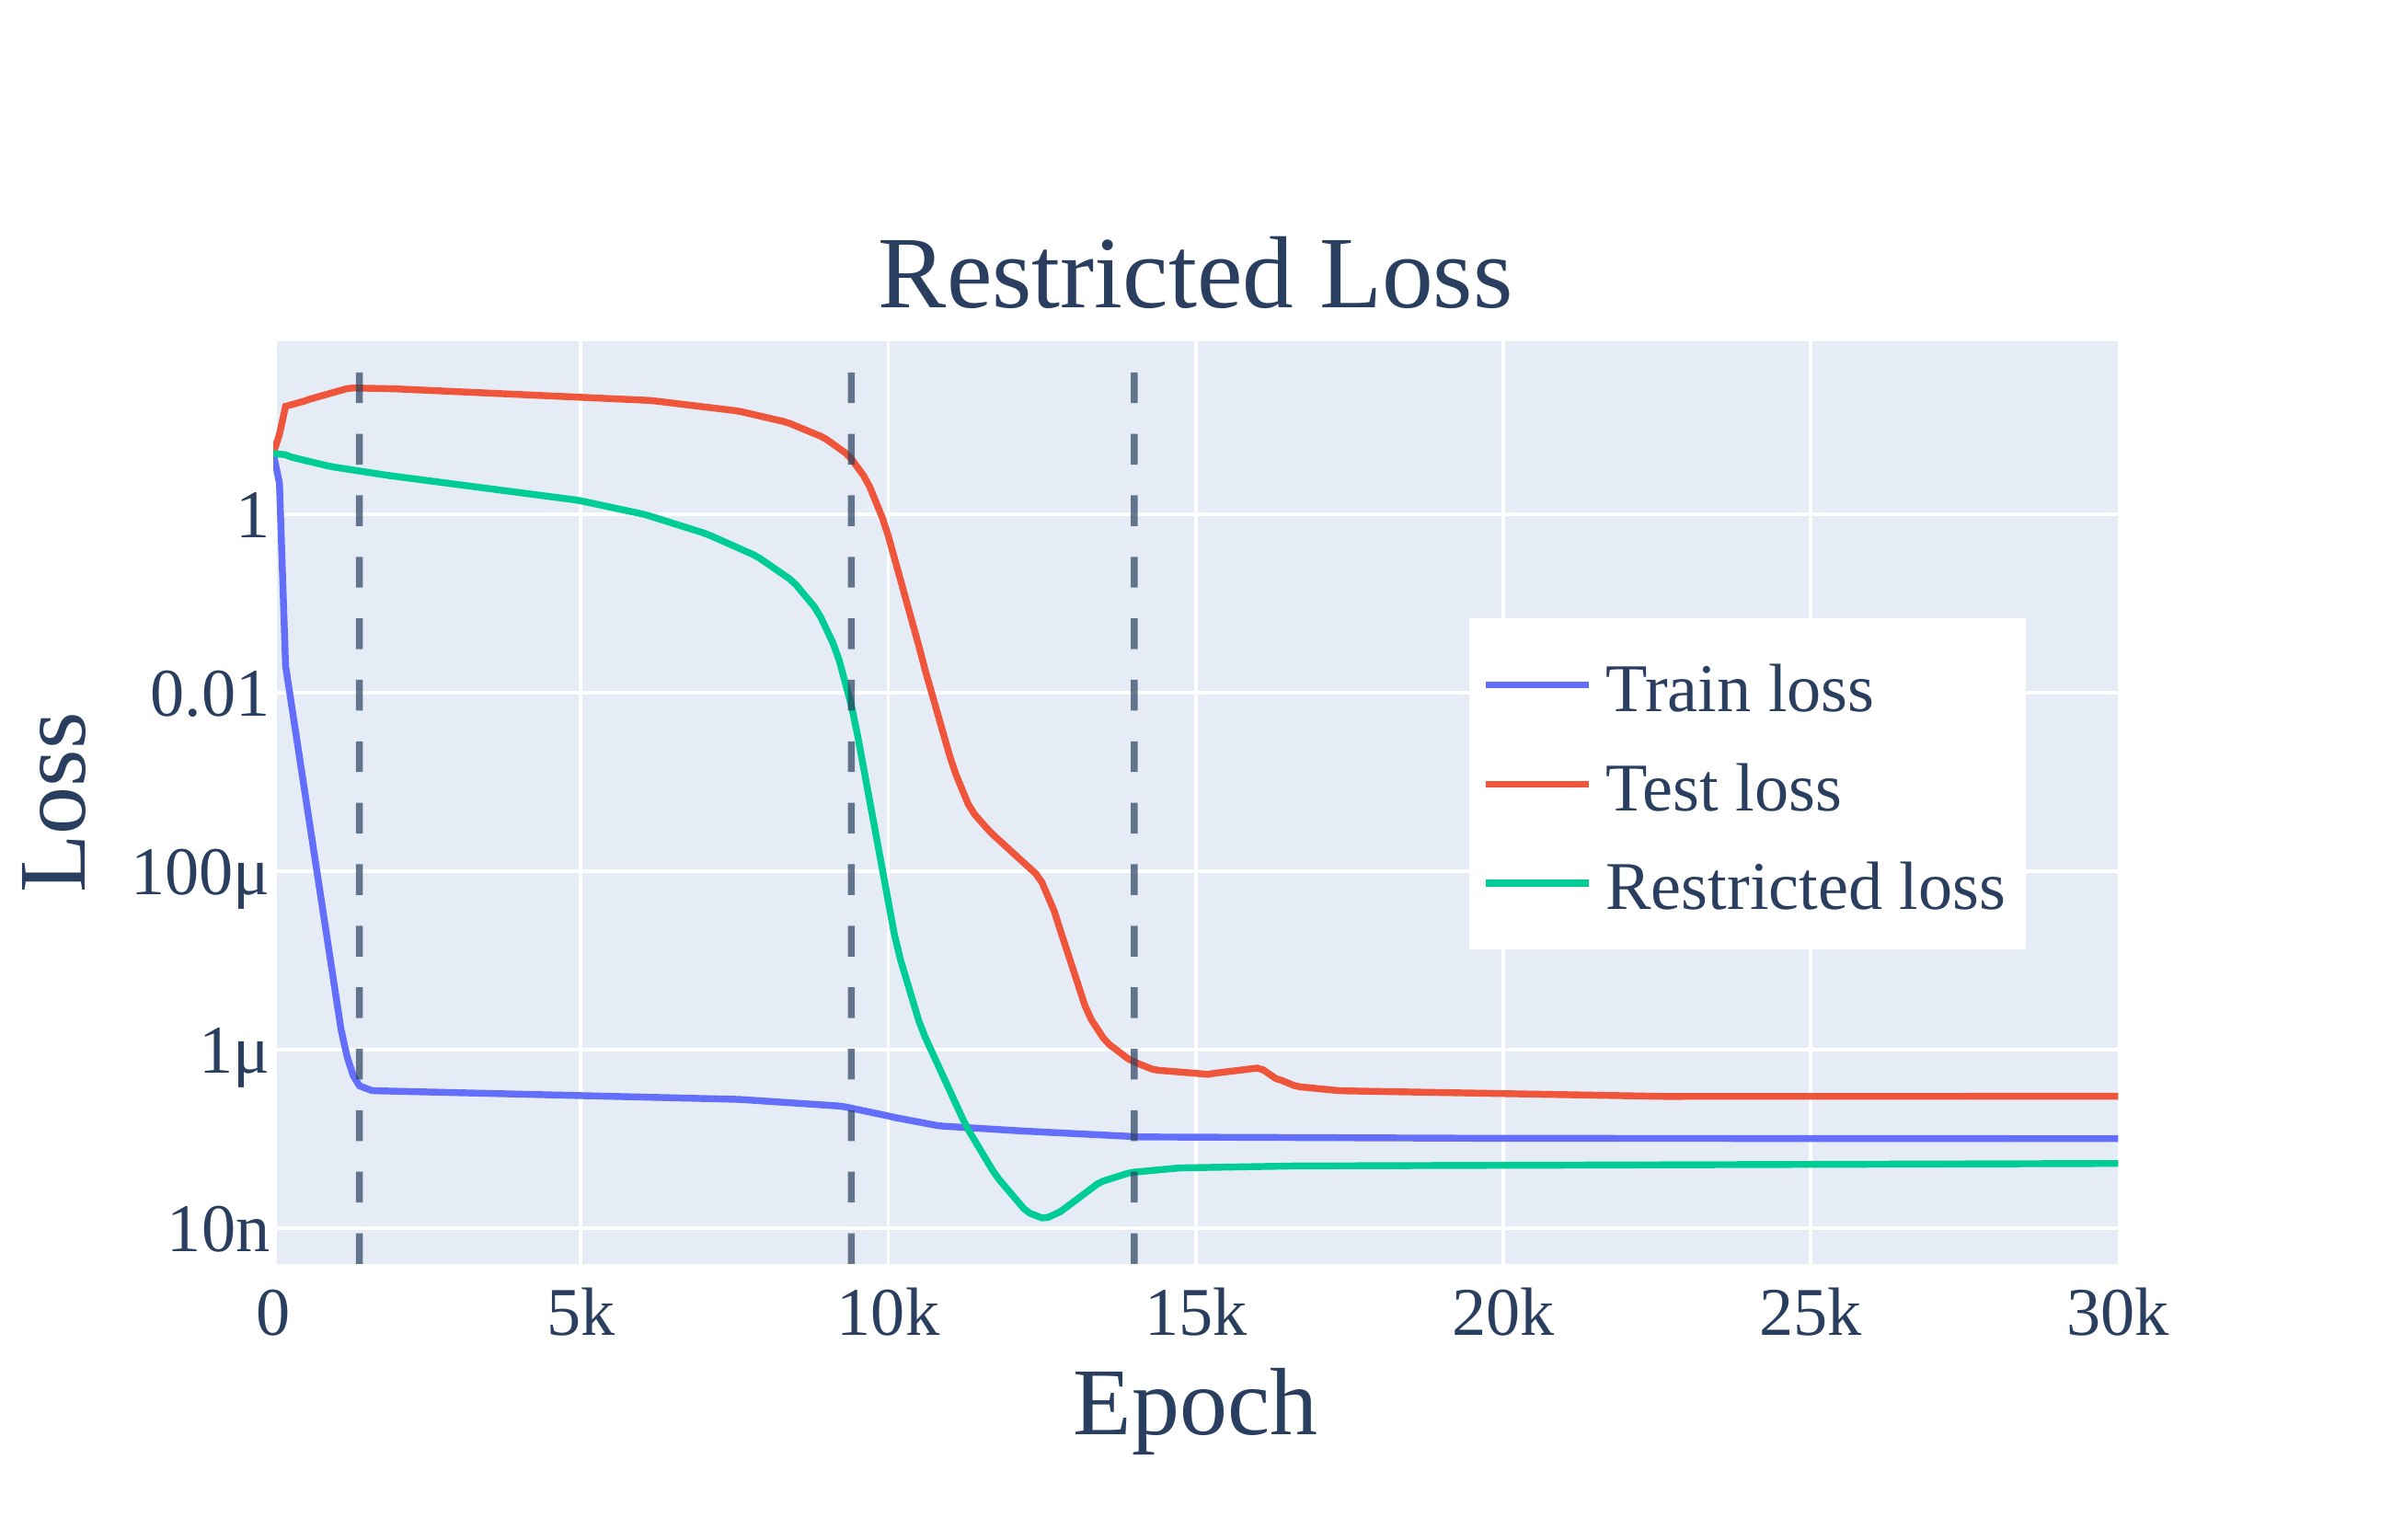 Restricted Loss
Loss
1
0.01
100μ
1μ
10n
Train loss
Test loss
Restricted loss
0 5k 10k 15k 20k 25k 30k
Epoch